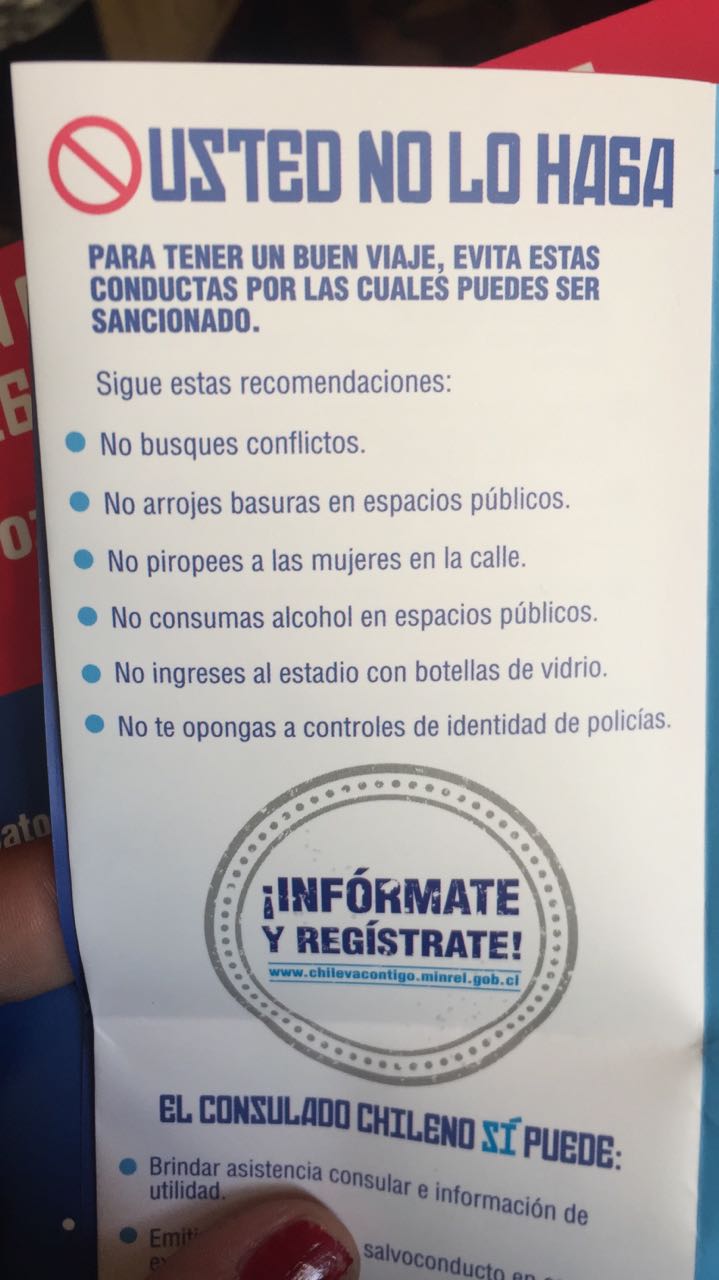 USTED NO LO HAGA
PARA TENER UN BUEN VIAJE, EVITA ESTAS
CONDUCTAS POR LAS CUALES PUEDES SER
SANCIONADO.
Sigue estas recomendaciones:
No busques conflictos.
No arrojes basuras en espacios públicos.
No piropees a las mujeres en la calle.
No consumas alcohol en espacios públicos.
No ingreses al estadio con botellas de vidrio.
No te opongas a controles de identidad de policías.
¡INFÓRMATE
Y REGÍSTRATE!
www.chilevacontigo.minrel.gob.cl
EL CONSULADO CHILENO SÍ PUEDE:
Brindar asistencia consular e información de
utilidad.
salvoconducto en